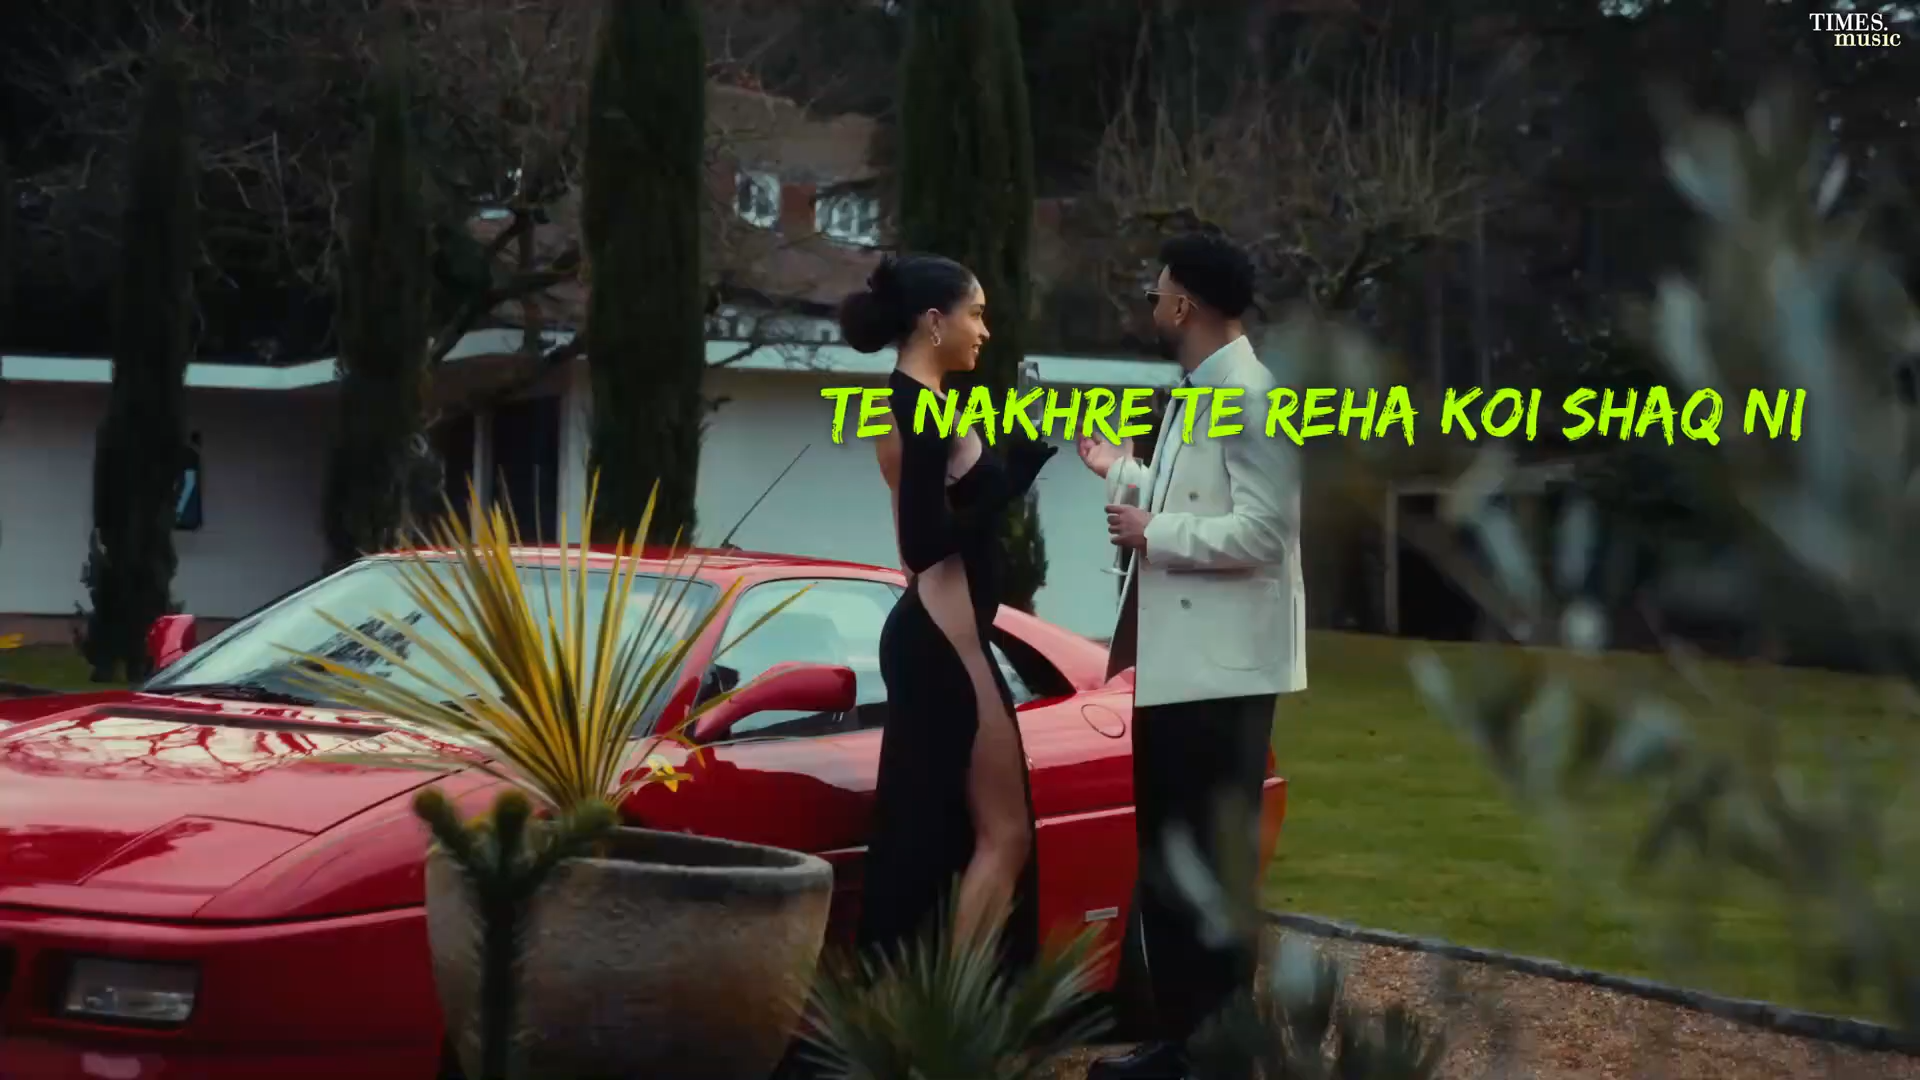 TIMES.
music
TE NAKHRE TE REHA KOI SHAQ NI